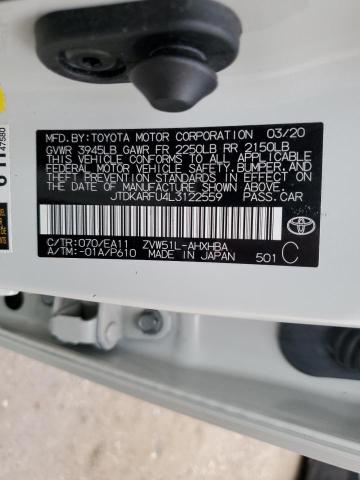 MFD.BY:TOYOTA MOTOR CORPORATION 03/20
GVWR 3945LB GAWR FR 2250LB RR 2150LB
THIS VEHICLE CONFORMS TO ALL APPLICABLE
FEDERAL MOTOR VEHICLE SAFETY, BUMPER, AND
THEFT PREVENTION STANDARDS IN EFFECT ON
THE DATE OF MANUFACTURE SHOWN ABOVE.
JTDKARFU4L3122559 PASS.CAR
C/TR:070/EA11 ZVW51L-AHXHBA
A/TM:-01A/P610 MADE IN JAPAN 501 C
47580